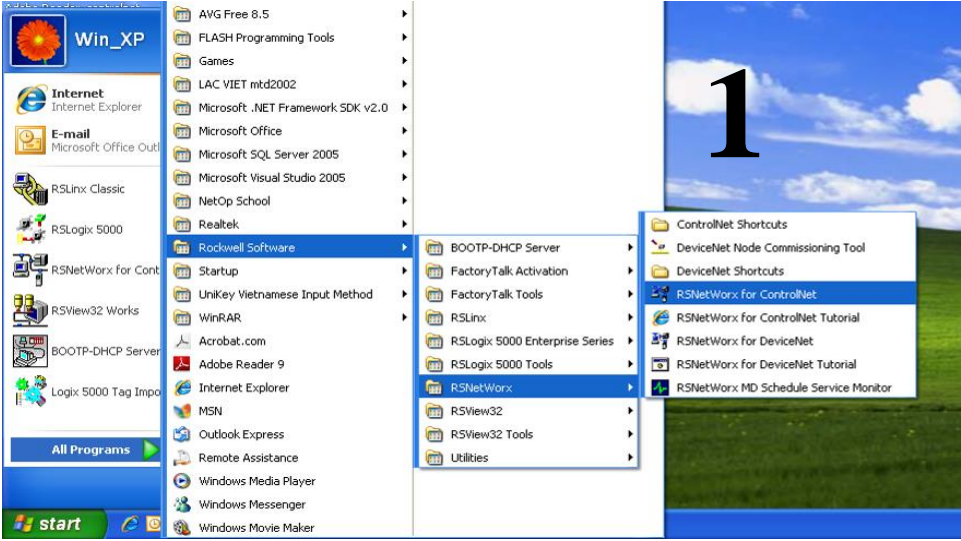 Win_XP
Internet
Internet Explorer
E-mail
Microsoft Office Outl
RSLinx Classic
RSLogix 5000
RSNetWorx for Cont
RSView32 Works
BOOTP-DHCP Server
Logix 5000 Tag Impo
All Programs
start
AVG Free 8.5
FLASH Programming Tools
Games
LAC VIET mtd2002
Microsoft .NET Framework SDK v2.0
Microsoft Office
Microsoft SQL Server 2005
Microsoft Visual Studio 2005
NetOp School
Realtek
Rockwell Software
Startup
UniKey Vietnamese Input Method
WinRAR
Acrobat.com
Adobe Reader 9
Internet Explorer
MSN
Outlook Express
Remote Assistance
Windows Media Player
Windows Messenger
Windows Movie Maker
BOOTP-DHCP Server
FactoryTalk Activation
FactoryTalk Tools
RSLinx
RSLogix 5000 Enterprise Series
RSLogix 5000 Tools
RSNetWorx
RSView32
RSView32 Tools
Utilities
ControlNet Shortcuts
DeviceNet Node Commissioning Tool
DeviceNet Shortcuts
RSNetWorx for ControlNet
RSNetWorx for ControlNet Tutorial
RSNetWorx for DeviceNet
RSNetWorx for DeviceNet Tutorial
RSNetWorx MD Schedule Service Monitor
1